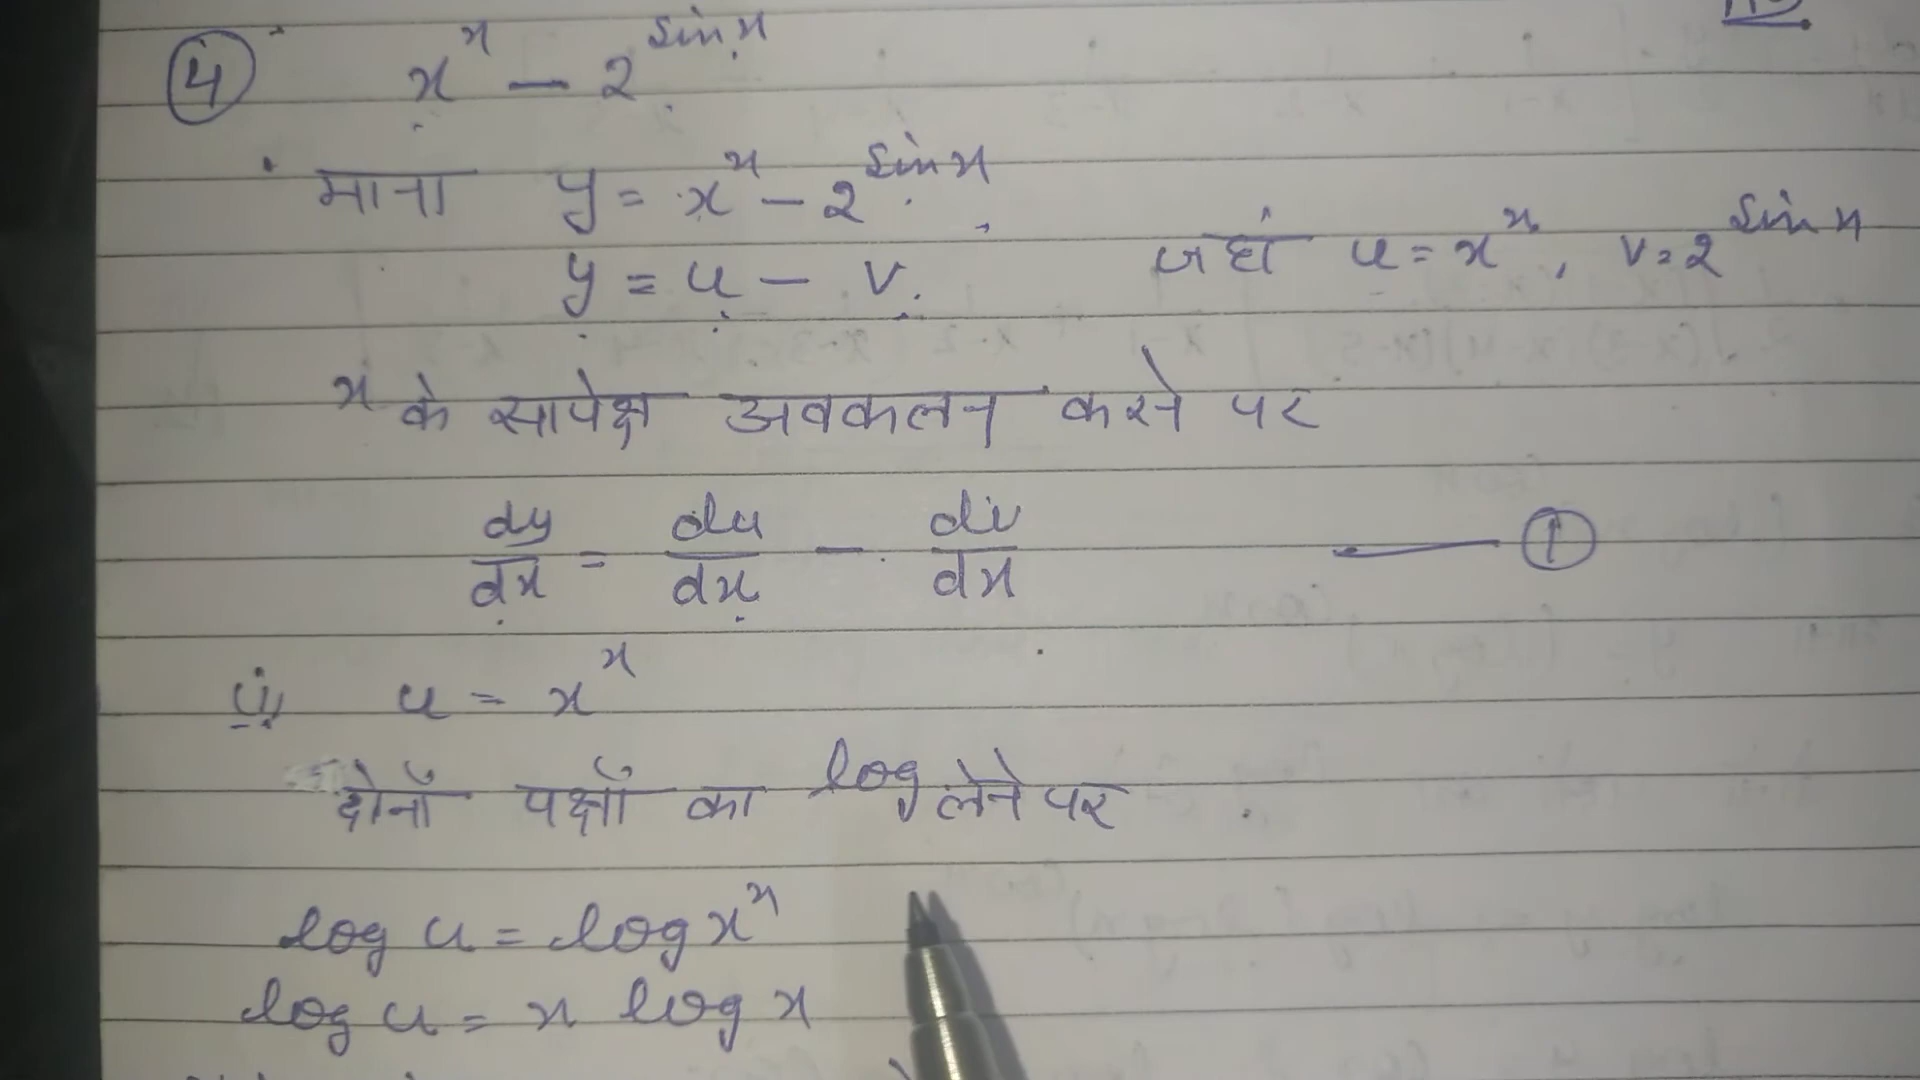 ④ x^x - 2^sin x
माना y = x^x - 2^sin x
y = u - v. जहां u = x^x, v = 2^sin x
x के सापेक्ष अवकलन करने पर
dy/dx = du/dx - dv/dx —— ①
(i) u = x^x
दोनों पक्षों का log लेने पर
log u = log x^x
log u = x log x